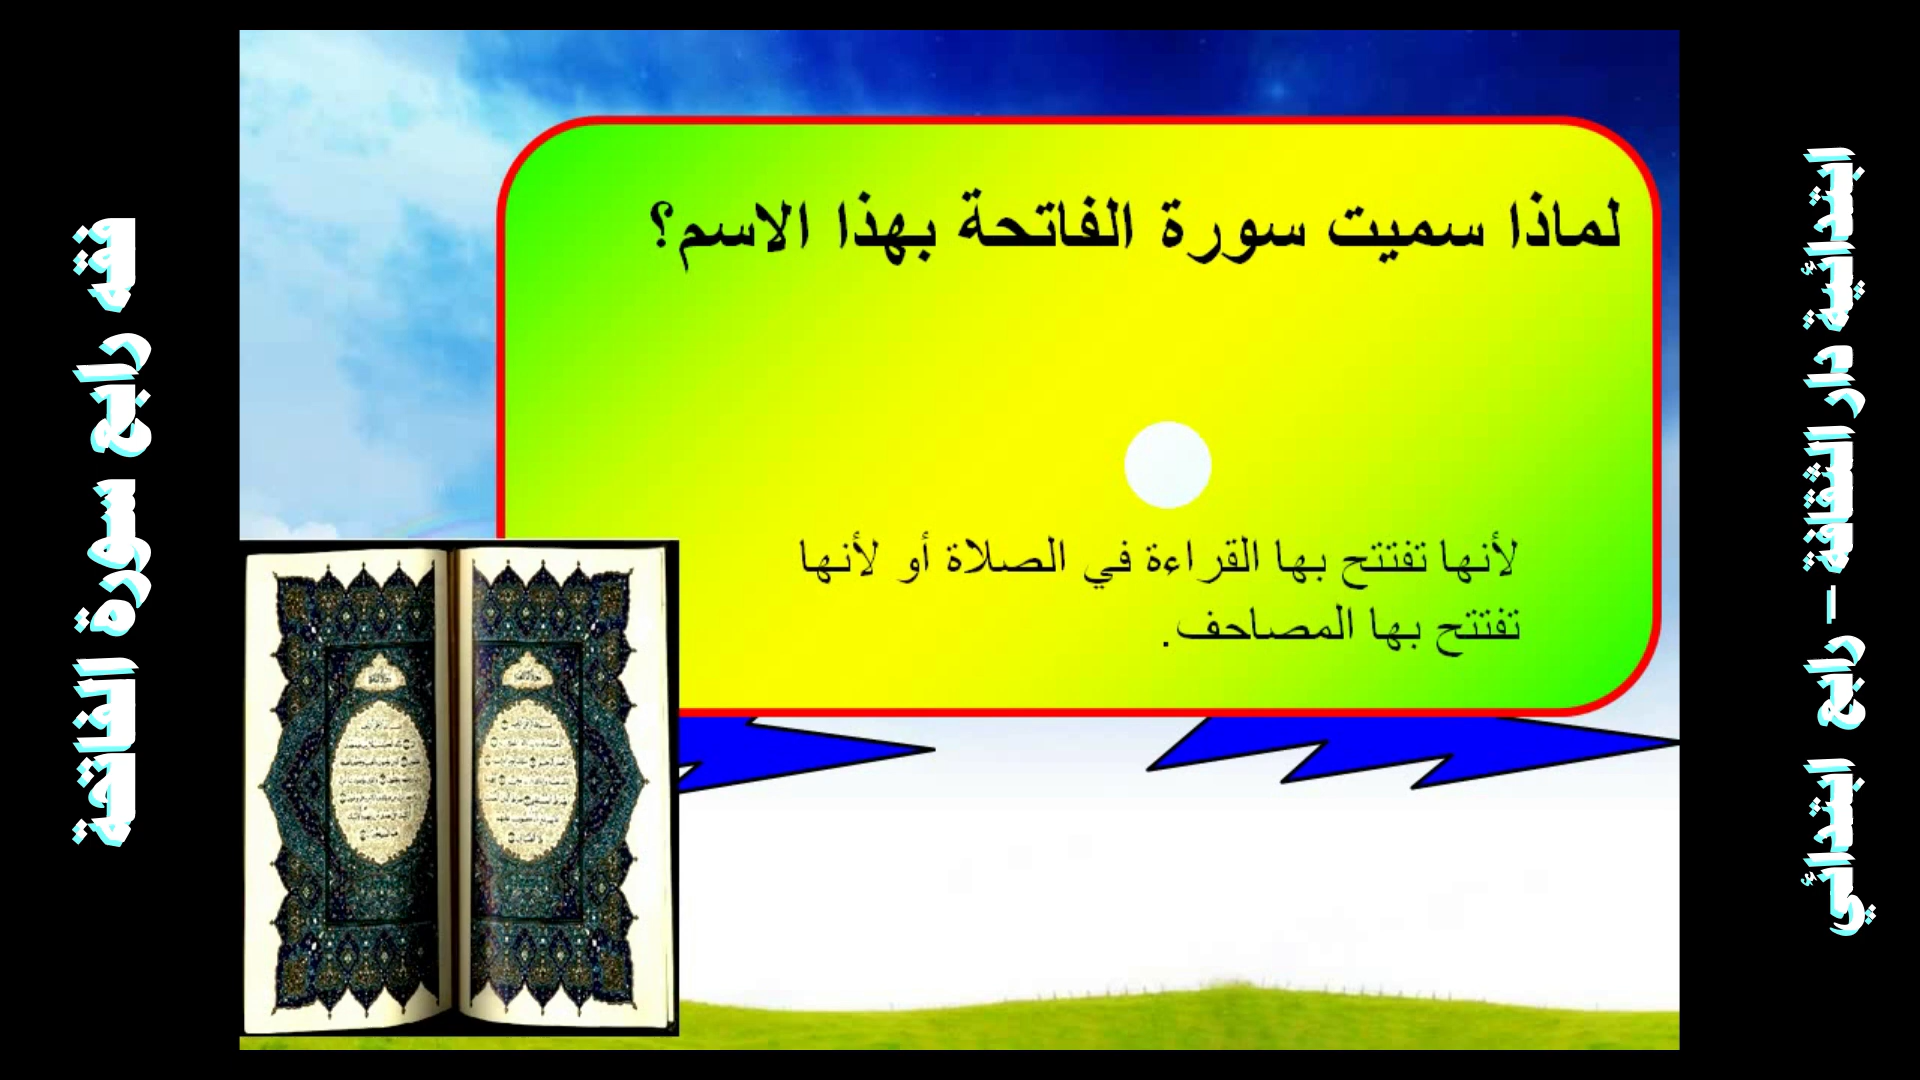 لماذا سميت سورة الفاتحة بهذا الاسم؟
لأنها تفتتح بها القراءة في الصلاة أو لأنها
تفتتح بها المصاحف.
ابتدائية دار الثقافة – رابع ابتدائي
فقه رابع سورة الفاتحة